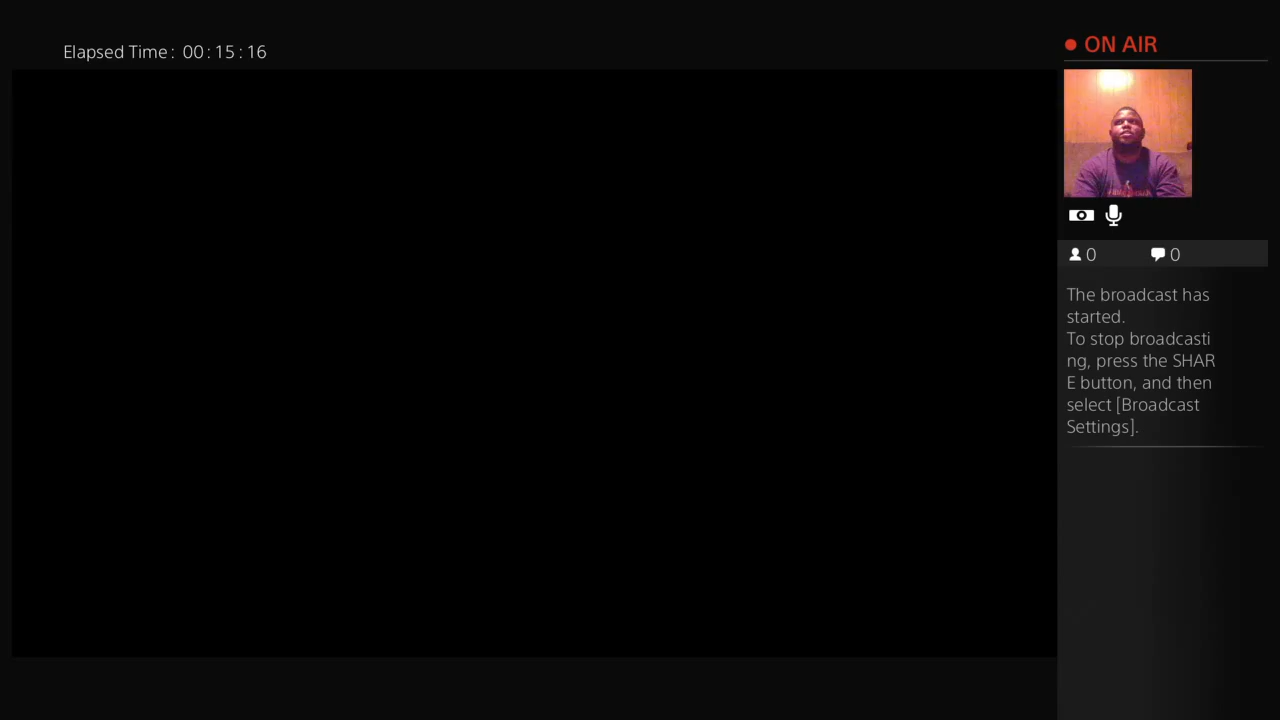 Elapsed Time: 00:15:16
ON AIR
0 0
The broadcast has
started.
To stop broadcasti
ng, press the SHAR
E button, and then
select [Broadcast
Settings].